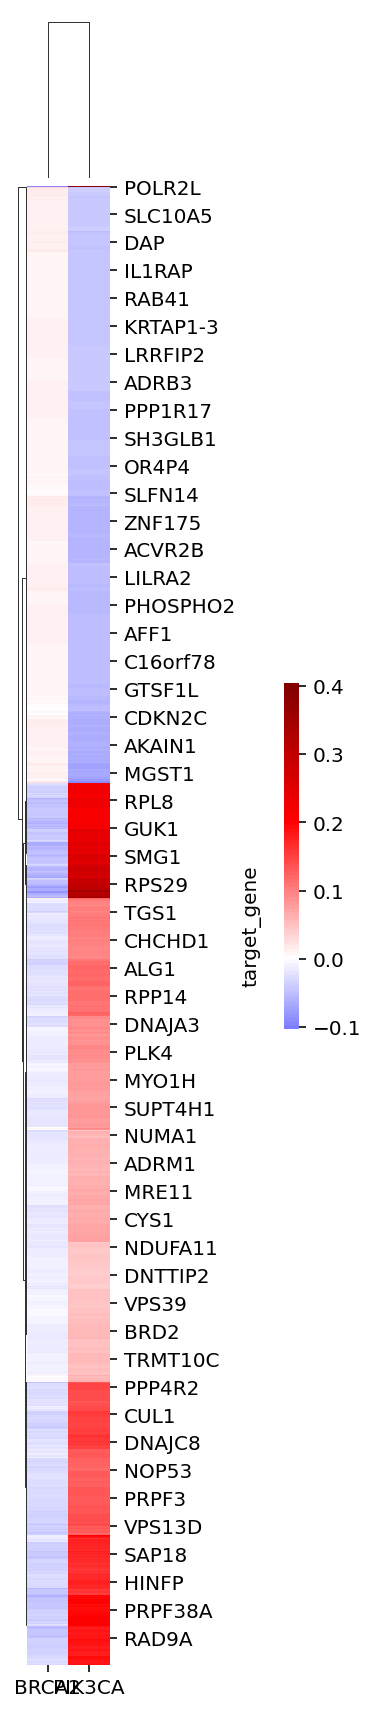 POLR2L
SLC10A5
DAP
IL1RAP
RAB41
KRTAP1-3
LRRFIP2
ADRB3
PPP1R17
SH3GLB1
OR4P4
SLFN14
ZNF175
ACVR2B
LILRA2
PHOSPHO2
AFF1
C16orf78
GTSF1L
CDKN2C
AKAIN1
MGST1
RPL8
GUK1
SMG1
RPS29
TGS1
CHCHD1
ALG1
RPP14
DNAJA3
PLK4
MYO1H
SUPT4H1
NUMA1
ADRM1
MRE11
CYS1
NDUFA11
DNTTIP2
VPS39
BRD2
TRMT10C
PPP4R2
CUL1
DNAJC8
NOP53
PRPF3
VPS13D
SAP18
HINFP
PRPF38A
RAD9A
PIK3CA
target_gene
0.4
0.3
0.2
0.1
0.0
−0.1